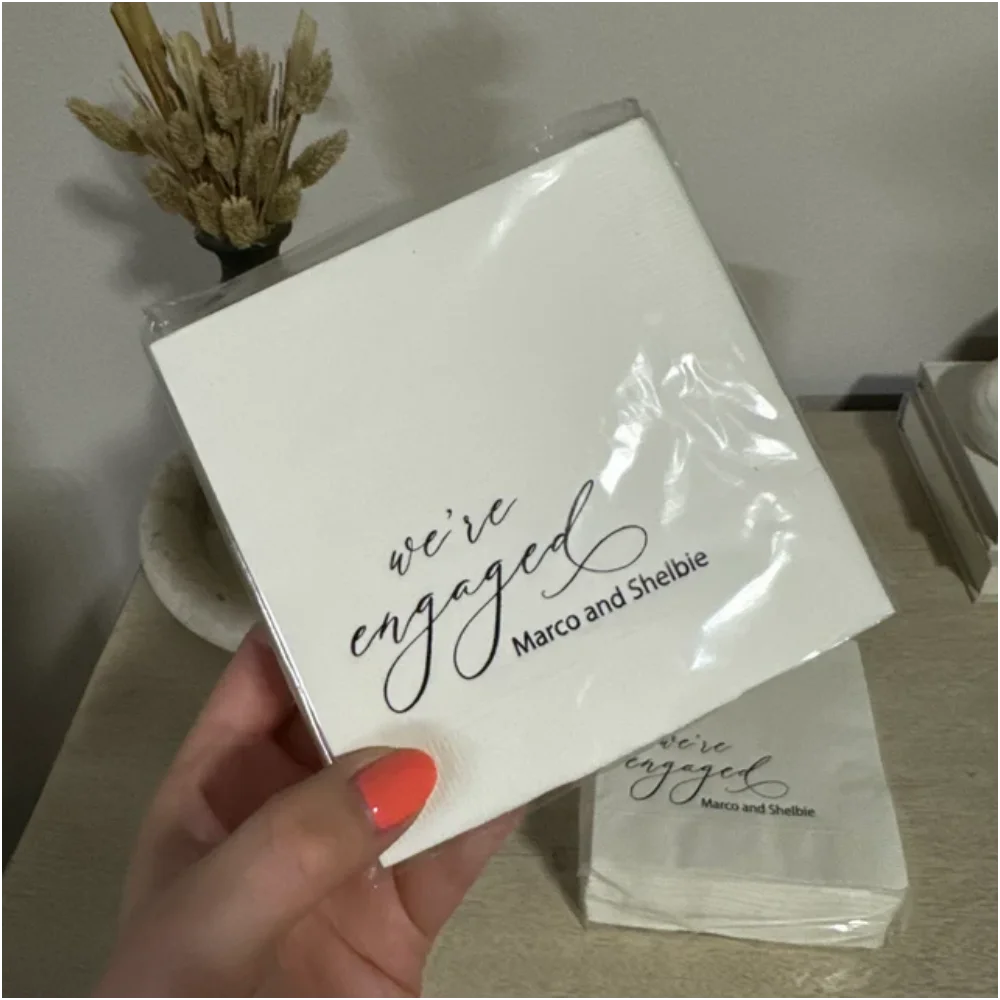 we're
engaged
Marco and Shelbie
we're
engaged
Marco and Shelbie